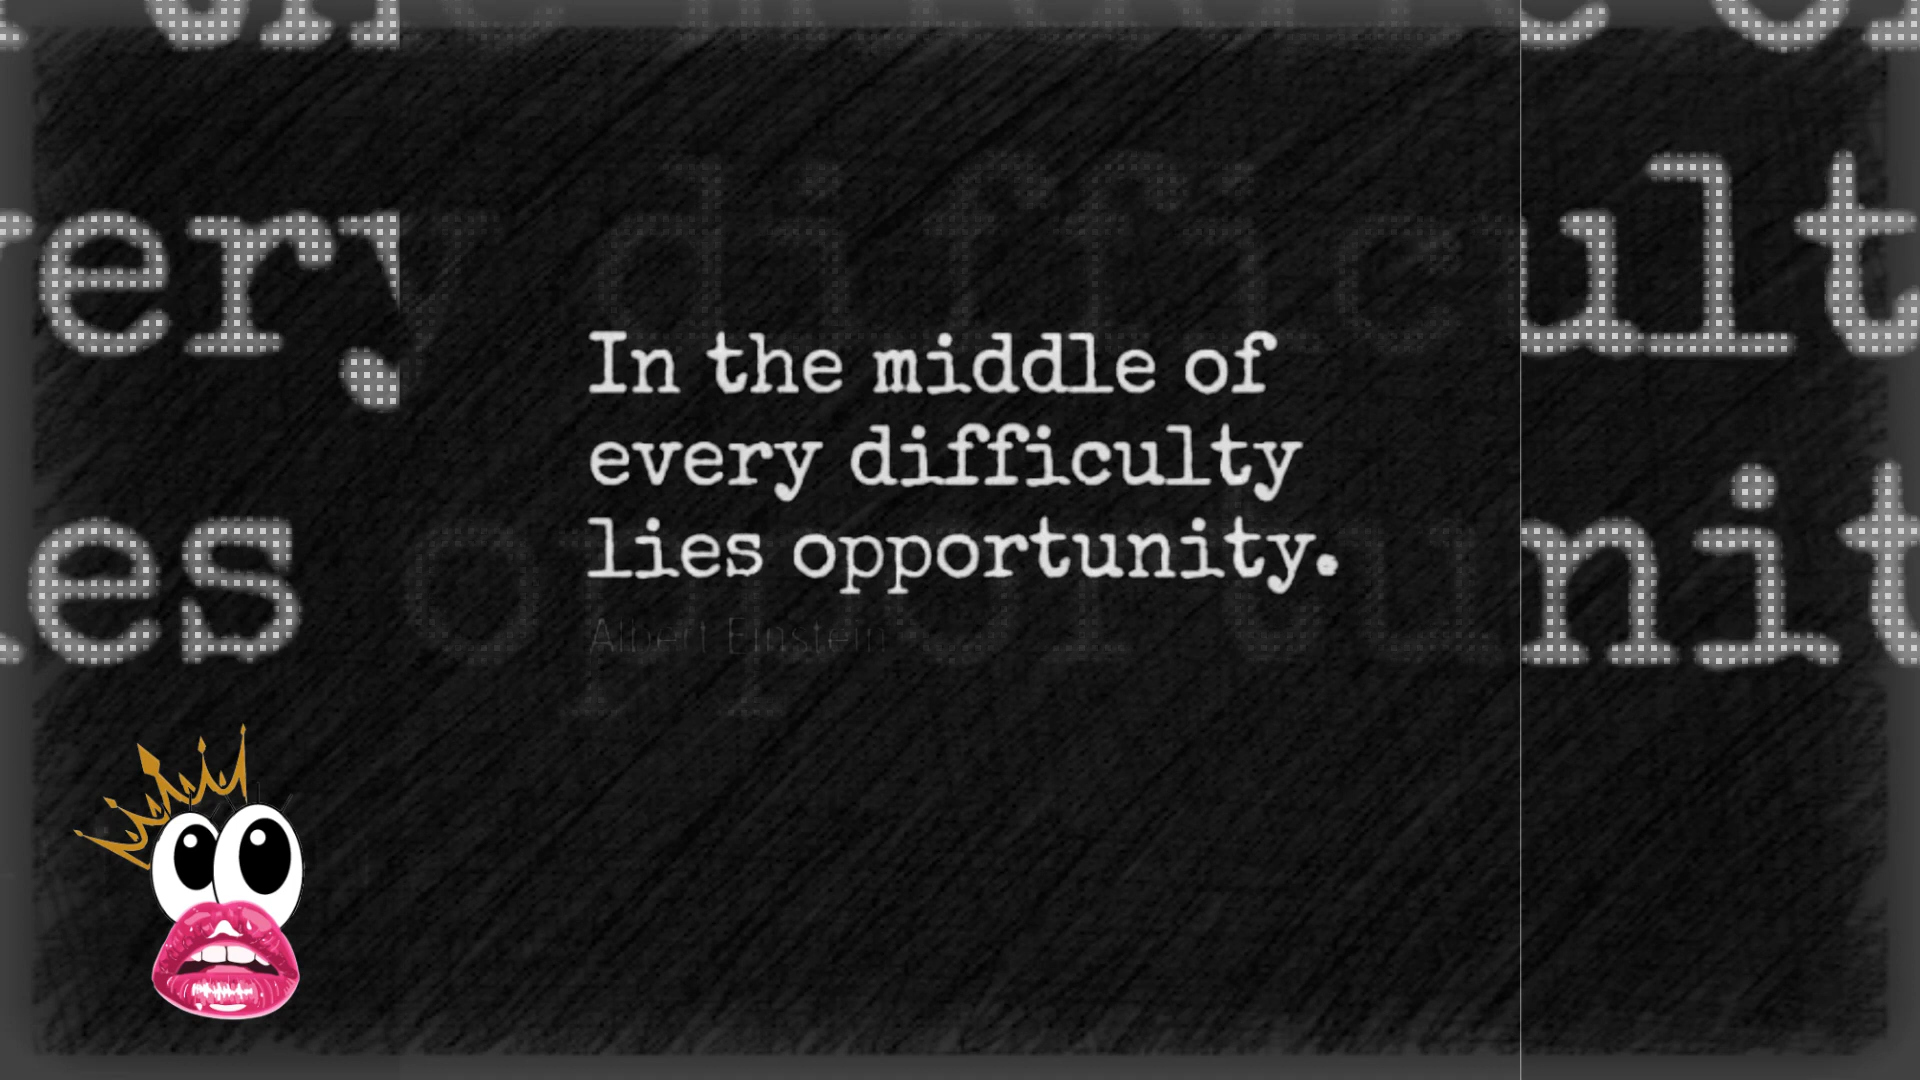 In the middle of
every difficulty
lies opportunity.
Albert Einstein